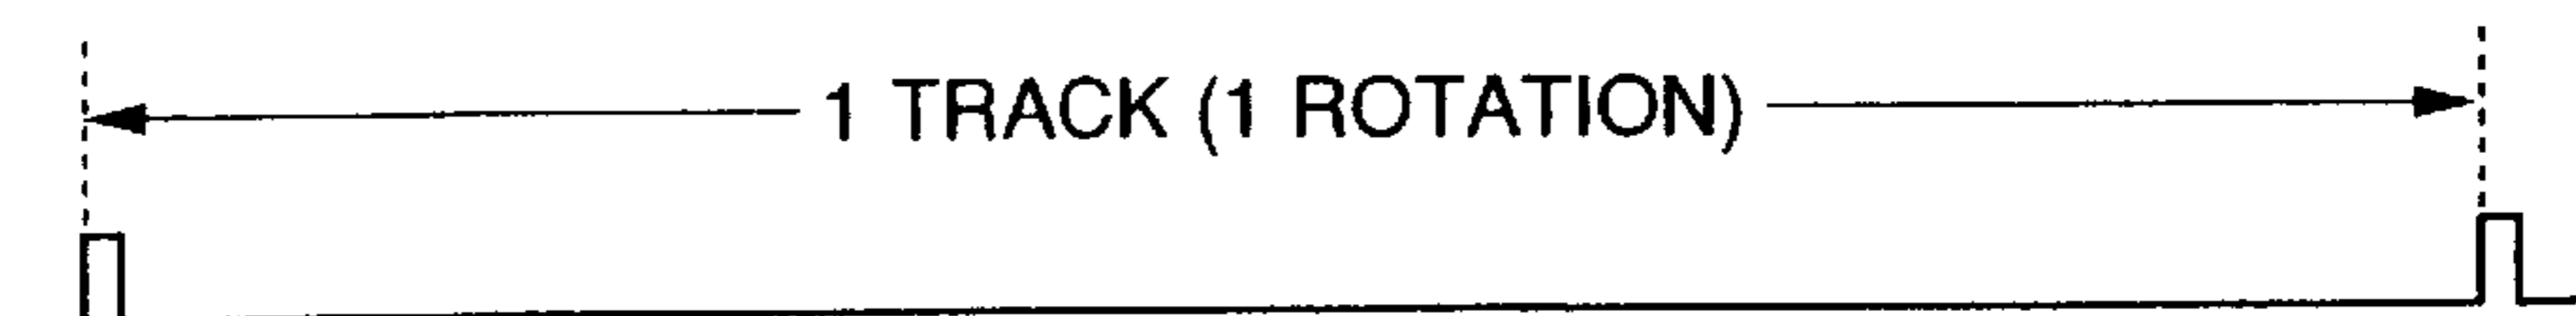 1 TRACK (1 ROTATION)